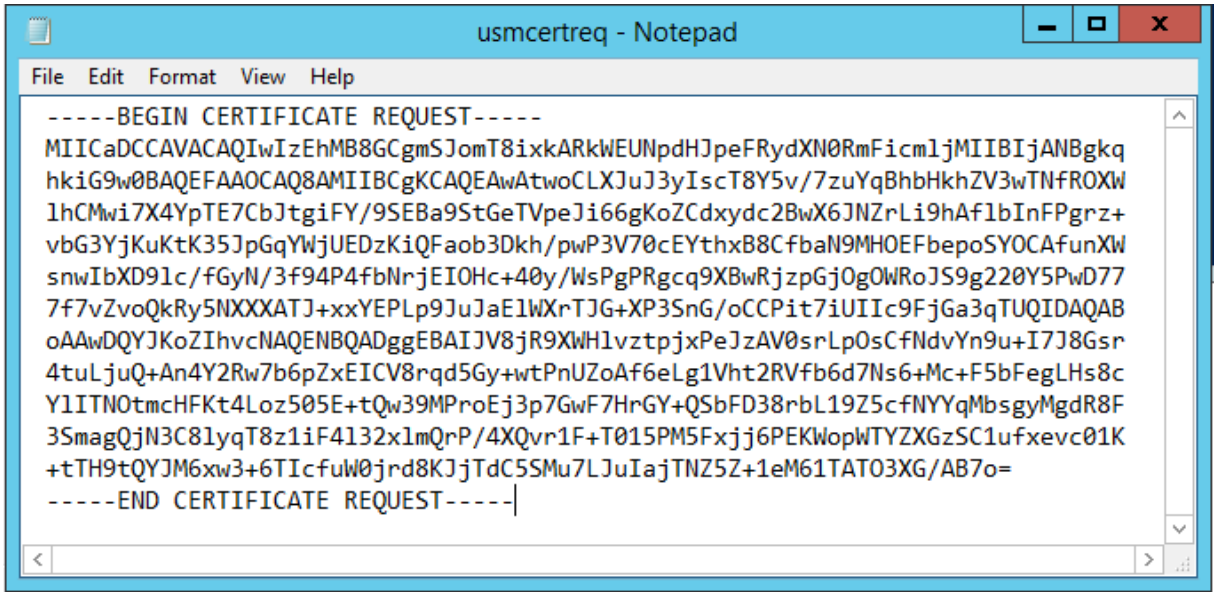 usmcertreq - Notepad
File Edit Format View Help
-----BEGIN CERTIFICATE REQUEST-----
MIICaDCCAVACAQIwIzEhMB8GCgmSJomT8ixkARkWEUNpdHJpeFRydXN0RmFicmljMIIBIjANBgkq
hkiG9w0BAQEFAAOCAQ8AMIIBCgKCAQEAwAtwoCLXJuJ3yIscT8Y5v/7zuYqBhbHkhZV3wTNfROXW
lhCMwi7X4YpTE7CbJtgiFY/9SEBa9StGeTVpeJi66gKoZCdxydc2BwX6JNZrLi9hAflbInFPgrz+
vbG3YjKuKtK35JpGqYWjUEDzKiQFaob3Dkh/pwP3V70cEYthxB8CfbaN9MHOEFbepoSYOCAfunXW
snwIbXD9lc/fGyN/3f94P4fbNrjEIOHc+40y/WsPgPRgcq9XBwRjzpGjOgOWRoJS9g220Y5PwD77
7f7vZvoQkRy5NXXXATJ+xxYEPLp9JuJaElWXrTJG+XP3SnG/oCCPit7iUIIc9FjGa3qTUQIDAQAB
oAAwDQYJKoZIhvcNAQENBQADggEBAIJV8jR9XWHlvztpjxPeJzAV0srLpOsCfNdvYn9u+I7J8Gsr
4tuLjuQ+An4Y2Rw7b6pZxEICV8rqd5Gy+wtPnUZoAf6eLg1Vht2RVfb6d7Ns6+Mc+F5bFegLHs8c
YlITNOtmcHFKt4Loz505E+tQw39MProEj3p7GwF7HrGY+QSbFD38rbL19Z5cfNYYqMbsgyMgdR8F
3SmagQjN3C8lyqT8z1iF4l32xlmQrP/4XQvr1F+T015PM5Fxjj6PEKWopWTYZXGzSC1ufxevc01K
+tTH9tQYJM6xw3+6TIcfuW0jrd8KJjTdC5SMu7LJuIajTNZ5Z+1eM61TATO3XG/AB7o=
-----END CERTIFICATE REQUEST-----